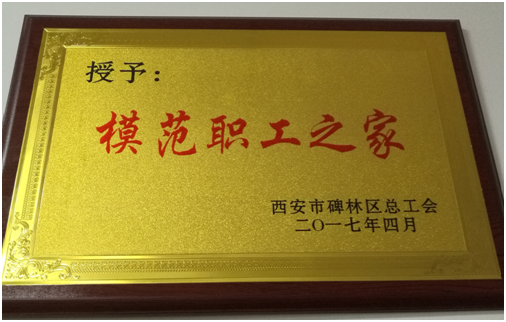 授予：
模范职工之家
西安市碑林区总工会
二〇一七年四月